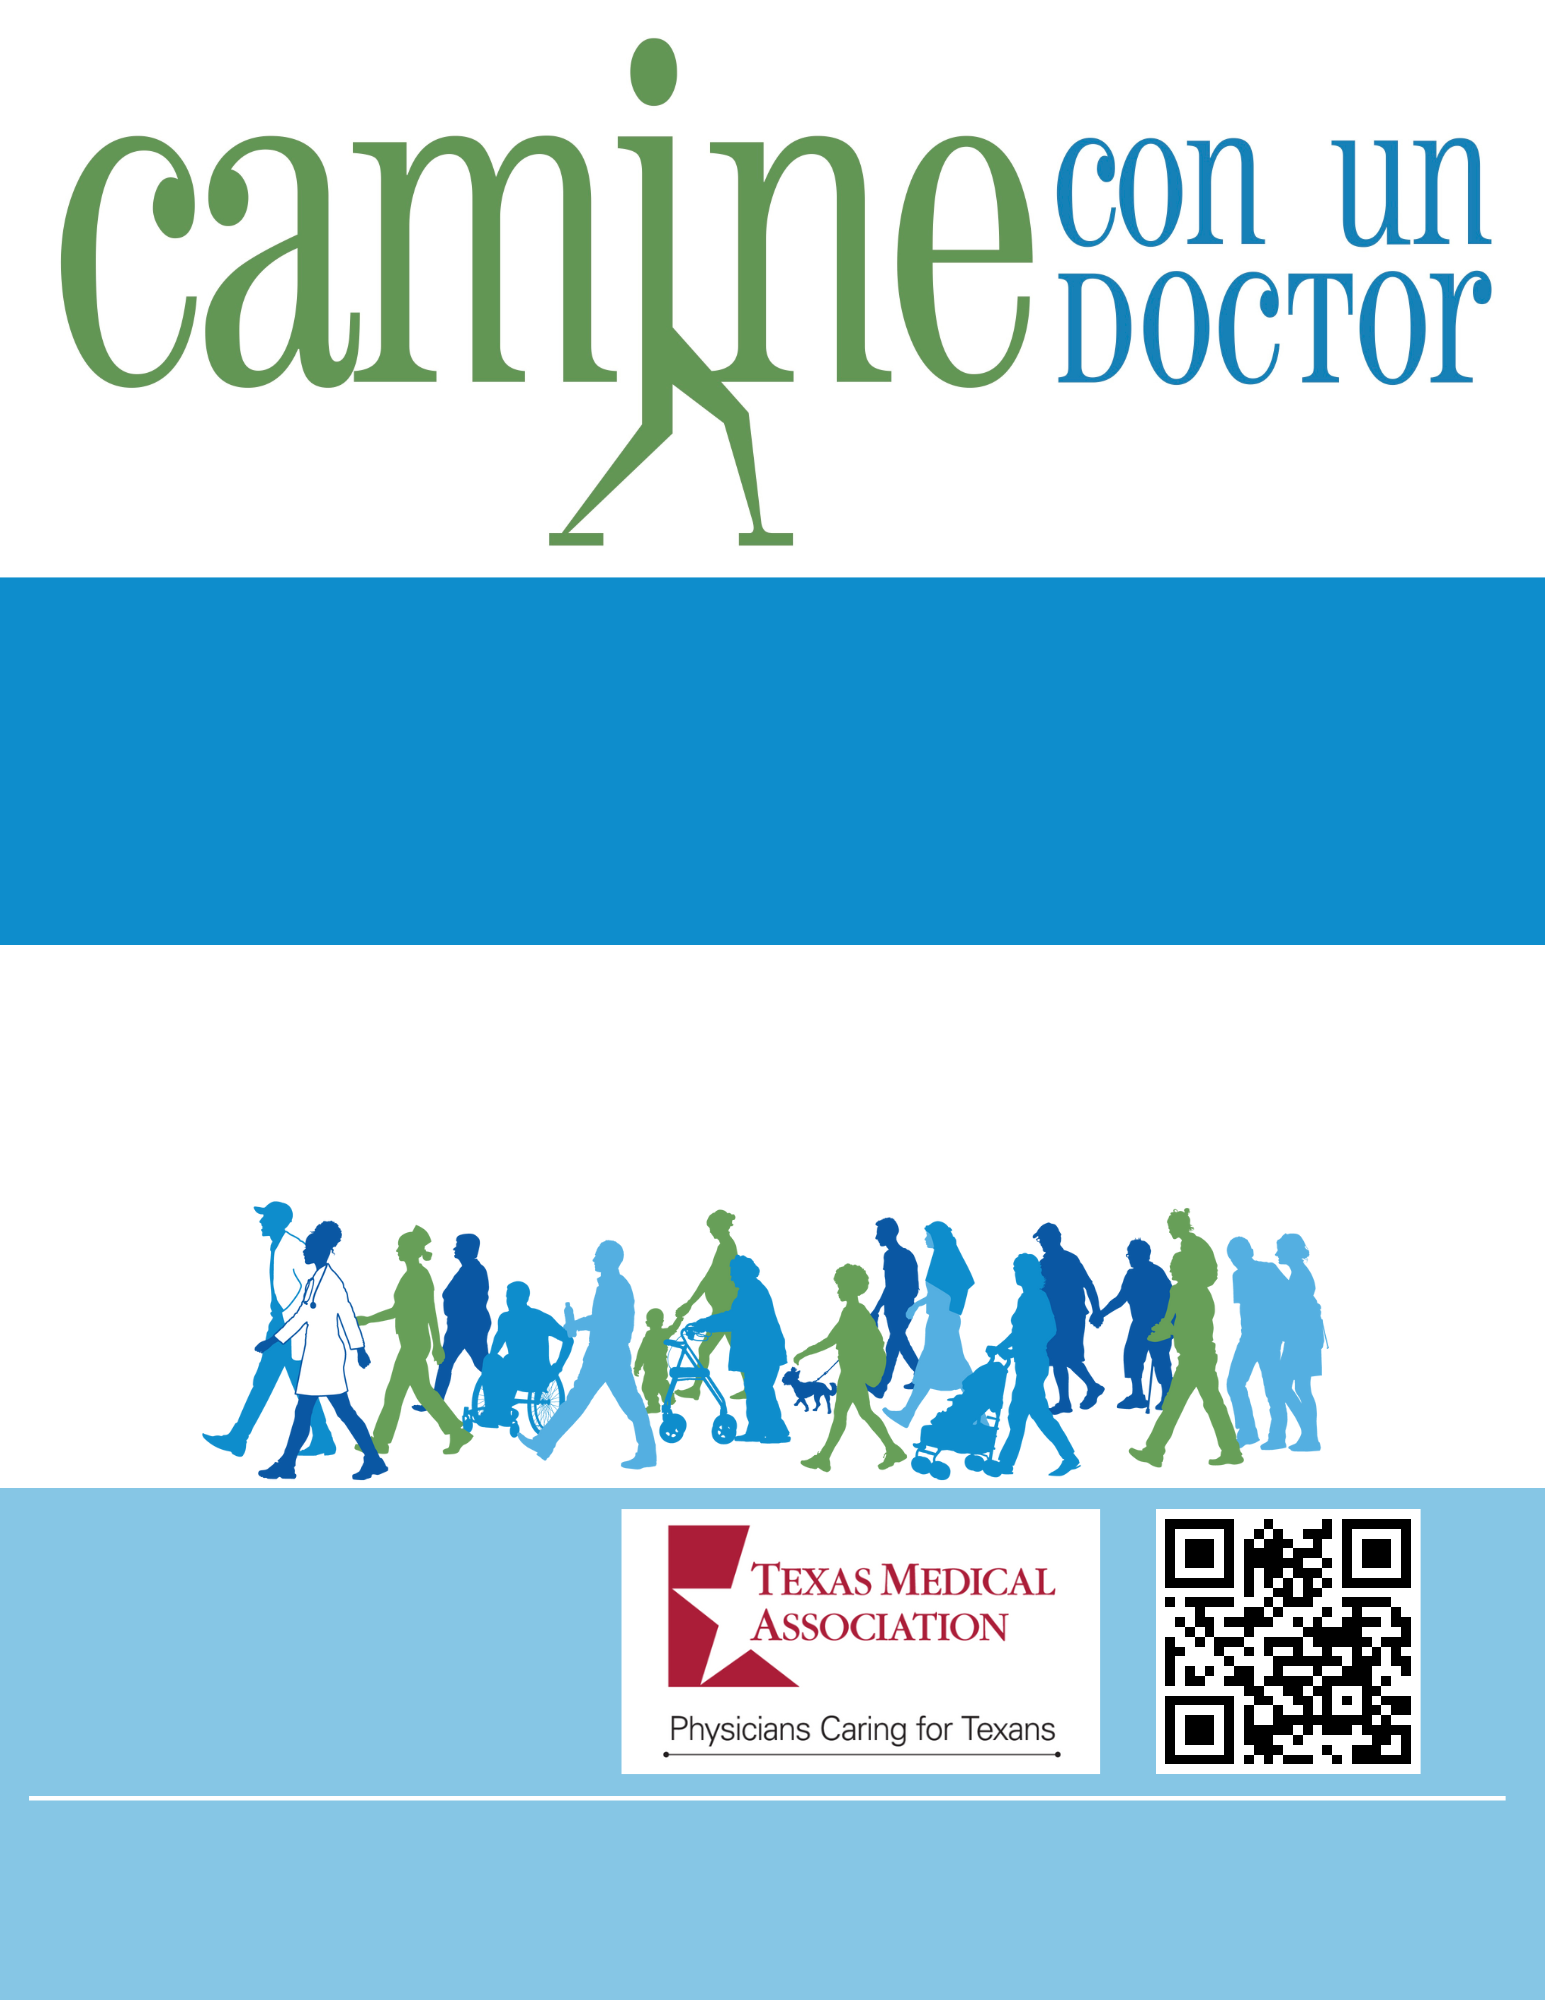 camine con un
DOCTOR
TEXAS MEDICAL
ASSOCIATION
Physicians Caring for Texans